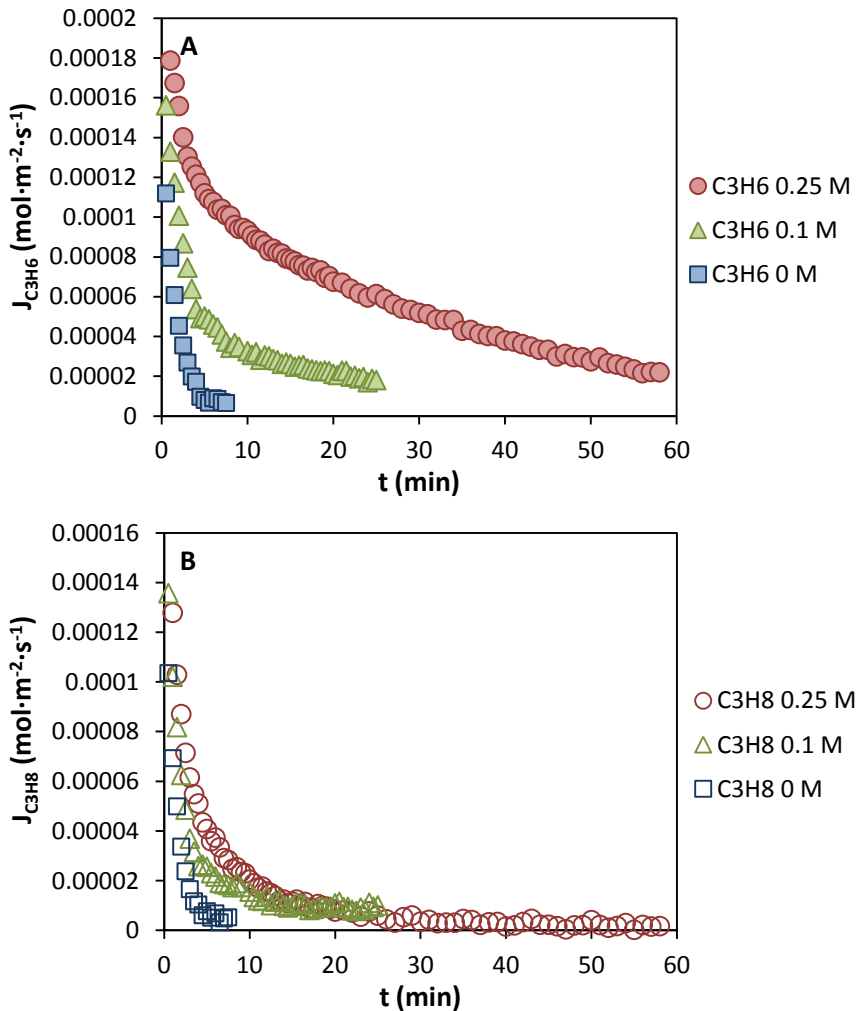 A
0.0002
0.00018
0.00016
0.00014
0.00012
0.0001
0.00008
0.00006
0.00004
0.00002
0
J_C3H6 (mol·m⁻²·s⁻¹)
0 10 20 30 40 50 60
t (min)
C3H6 0.25 M
C3H6 0.1 M
C3H6 0 M
B
0.00016
0.00014
0.00012
0.0001
0.00008
0.00006
0.00004
0.00002
0
J_C3H8 (mol·m⁻²·s⁻¹)
0 10 20 30 40 50 60
t (min)
C3H8 0.25 M
C3H8 0.1 M
C3H8 0 M